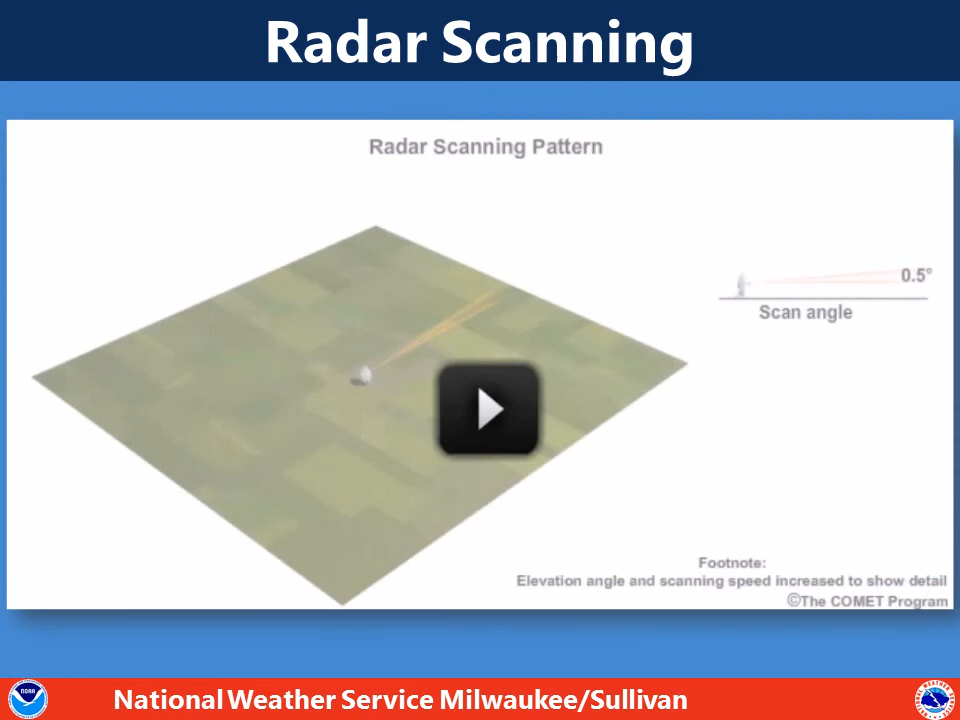 Radar Scanning
Radar Scanning Pattern
0.5°
Scan angle
Footnote:
Elevation angle and scanning speed increased to show detail
©The COMET Program
NOAA
National Weather Service Milwaukee/Sullivan